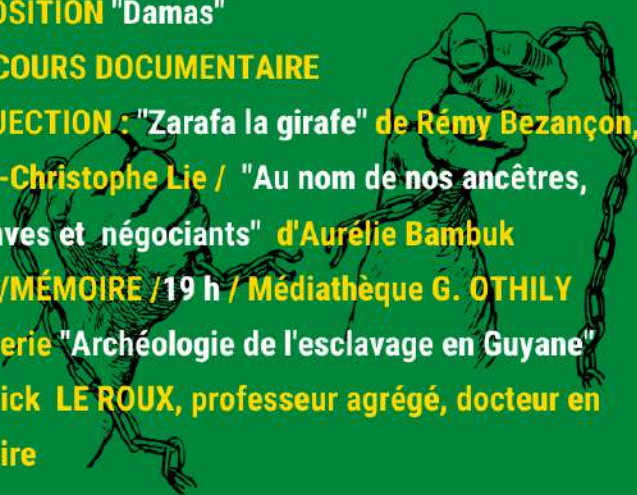 OSITION "Damas"
COURS DOCUMENTAIRE
JECTION : "Zarafa la girafe" de Rémy Bezançon,
-Christophe Lie / "Au nom de nos ancêtres,
aves et négociants" d'Aurélie Bambuk
/MÉMOIRE /19 h / Médiathèque G. OTHILY
erie "Archéologie de l'esclavage en Guyane"
ick LE ROUX, professeur agrégé, docteur en
ire